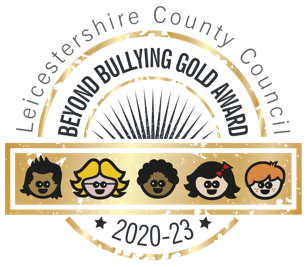 Leicestershire County Council
BEYOND BULLYING GOLD AWARD
★ 2020-23 ★